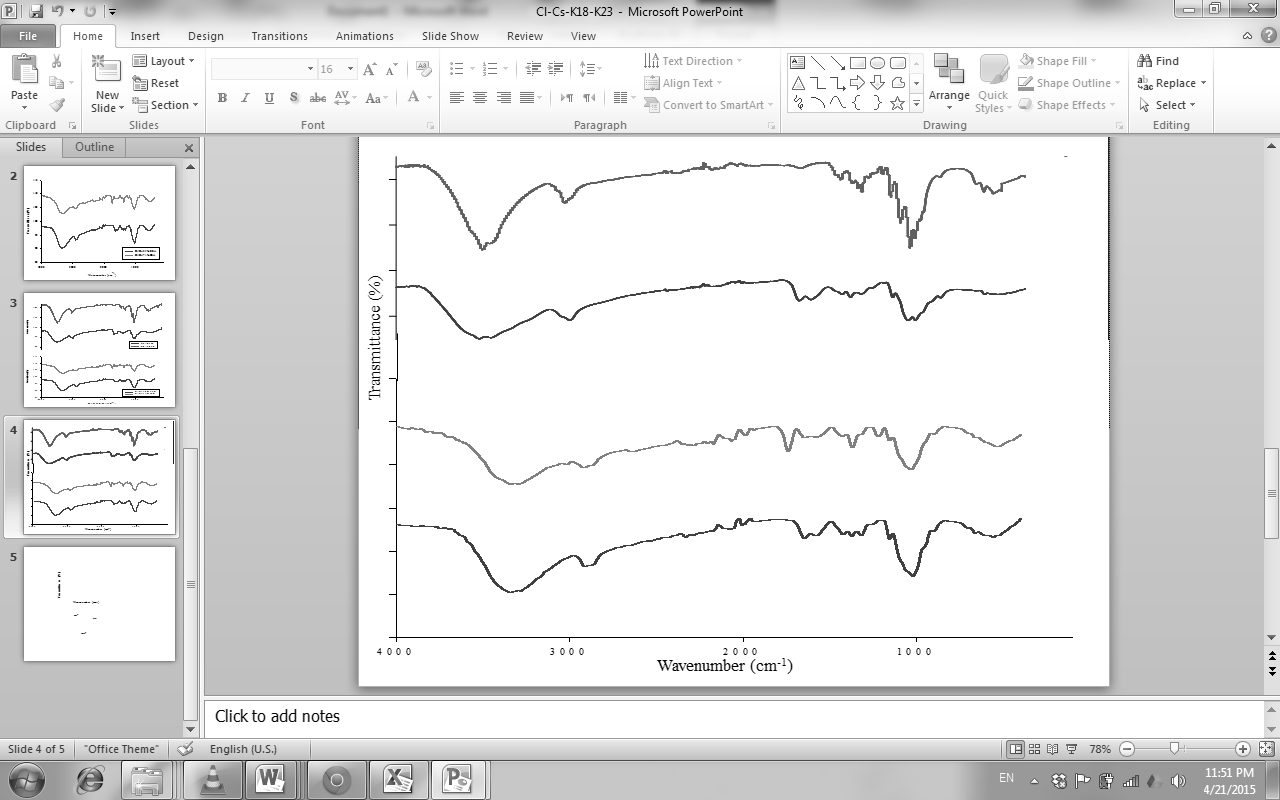 CI-Cs-K18-K23 - Microsoft PowerPoint
File Home Insert Design Transitions Animations Slide Show Review View
Paste
Clipboard
New Slide
Layout
Reset
Section
Slides
16
B I U S abc AV Aa A
Font
Text Direction
Align Text
Convert to SmartArt
Paragraph
Arrange
Quick Styles
Shape Fill
Shape Outline
Shape Effects
Drawing
Find
Replace
Select
Editing
Slides Outline
2
3
4
5
Transmittance (%)
4000 3000 2000 1000
Wavenumber (cm-1)
Click to add notes
Slide 4 of 5 "Office Theme" English (U.S.) 78%
EN 11:51 PM
4/21/2015